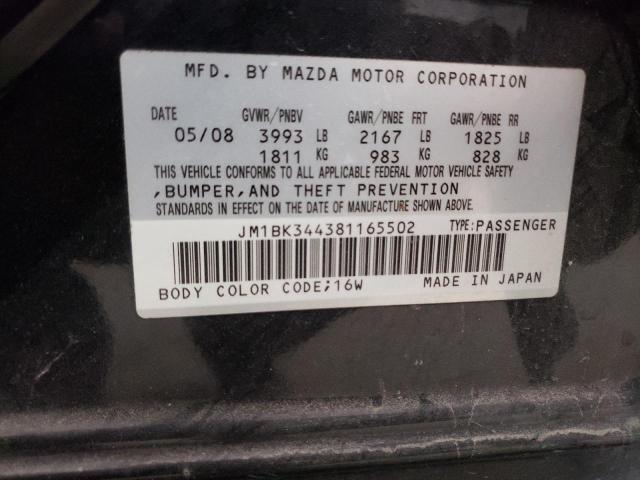 MFD. BY MAZDA MOTOR CORPORATION
DATE GVWR/PNBV GAWR/PNBE FRT GAWR/PNBE RR
05/08 3993 LB 2167 LB 1825 LB
1811 KG 983 KG 828 KG
THIS VEHICLE CONFORMS TO ALL APPLICABLE FEDERAL MOTOR VEHICLE SAFETY
,BUMPER,AND THEFT PREVENTION
STANDARDS IN EFFECT ON THE DATE OF MANUFACTURE SHOWN ABOVE.
JM1BK344381165502 TYPE:PASSENGER
BODY COLOR CODE;16W MADE IN JAPAN